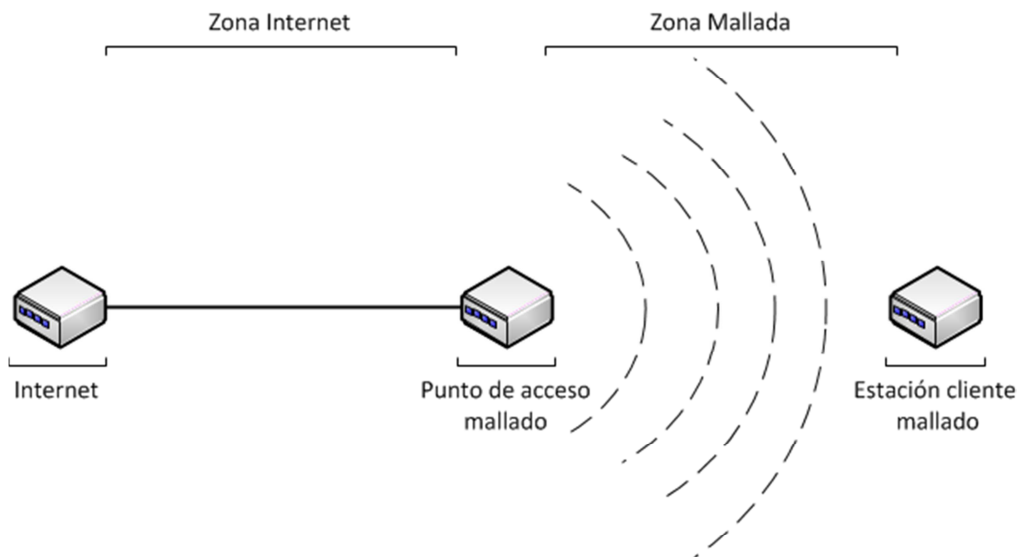 Zona Internet
Zona Mallada
Internet
Punto de acceso
mallado
Estación cliente
mallado